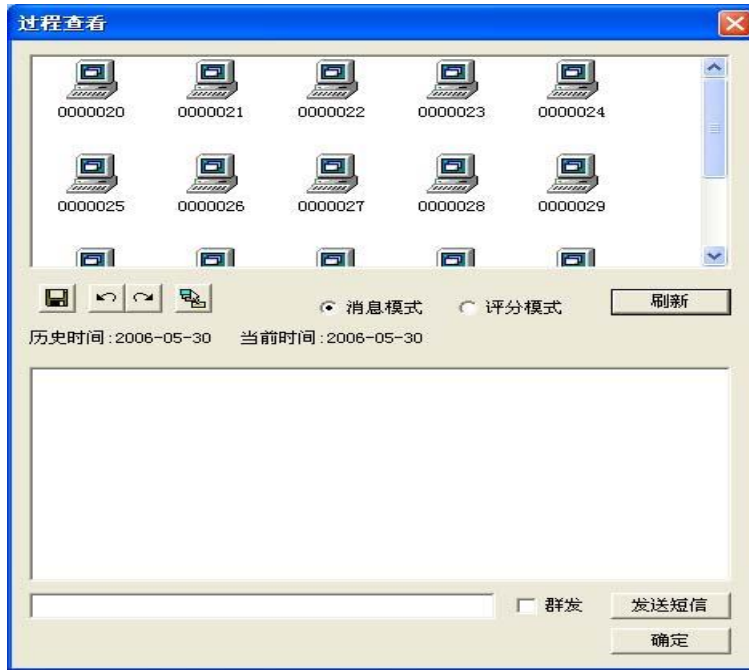 过程查看
0000020 0000021 0000022 0000023 0000024
0000025 0000026 0000027 0000028 0000029
消息模式 评分模式 刷新
历史时间:2006-05-30 当前时间:2006-05-30
群发 发送短信
确定